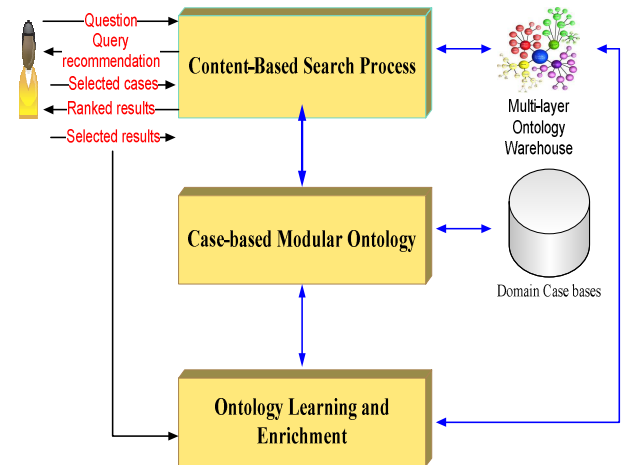 Question
Query
recommendation
Selected cases
Ranked results
Selected results
Content-Based Search Process
Multi-layer
Ontology
Warehouse
Case-based Modular Ontology
Domain Case bases
Ontology Learning and
Enrichment